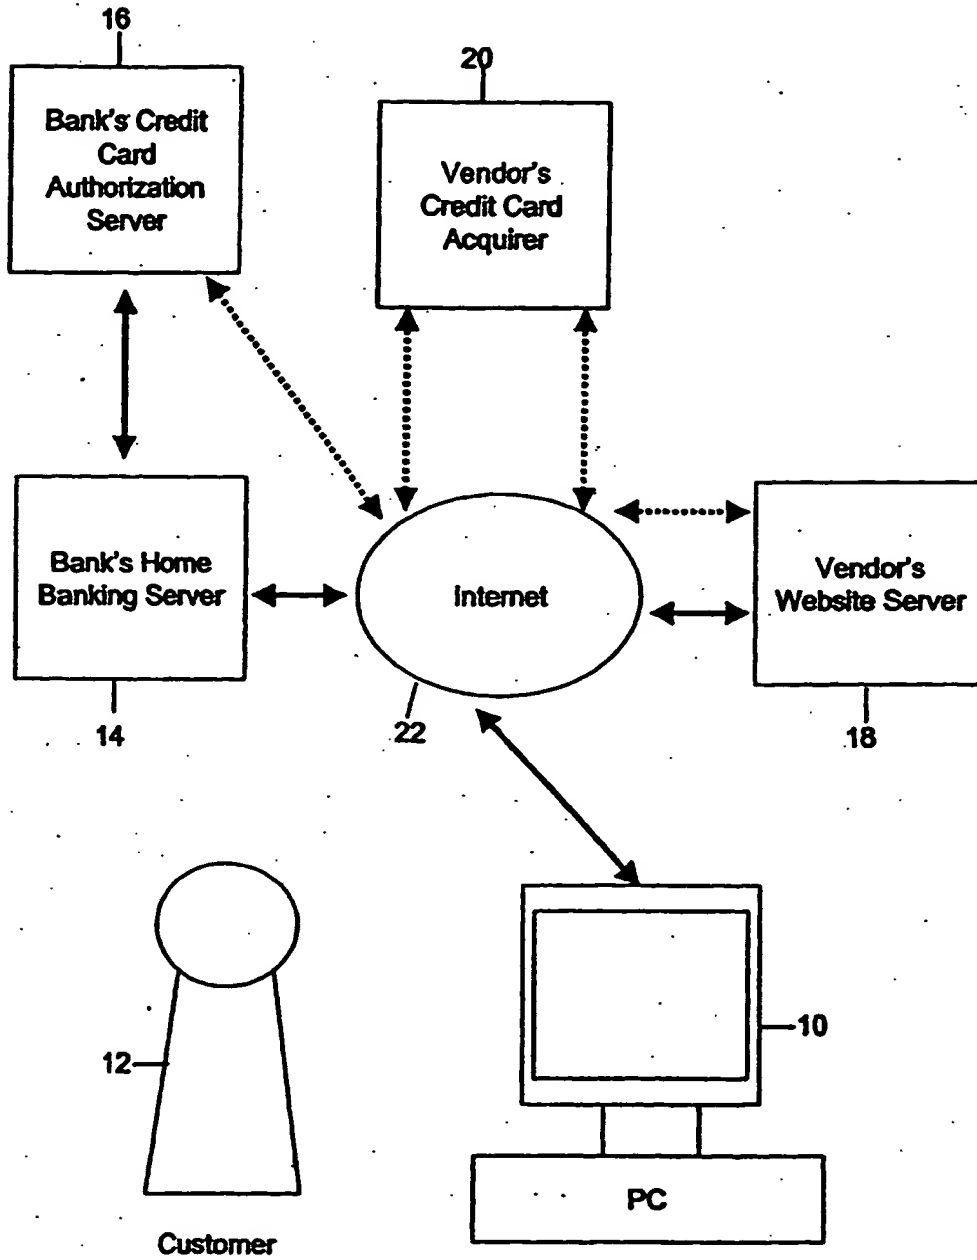 16
20
Bank's Credit
Card
Authorization
Server
Vendor's
Credit Card
Acquirer
Bank's Home
Banking Server
Internet
Vendor's
Website Server
14
22
18
12
10
PC
Customer